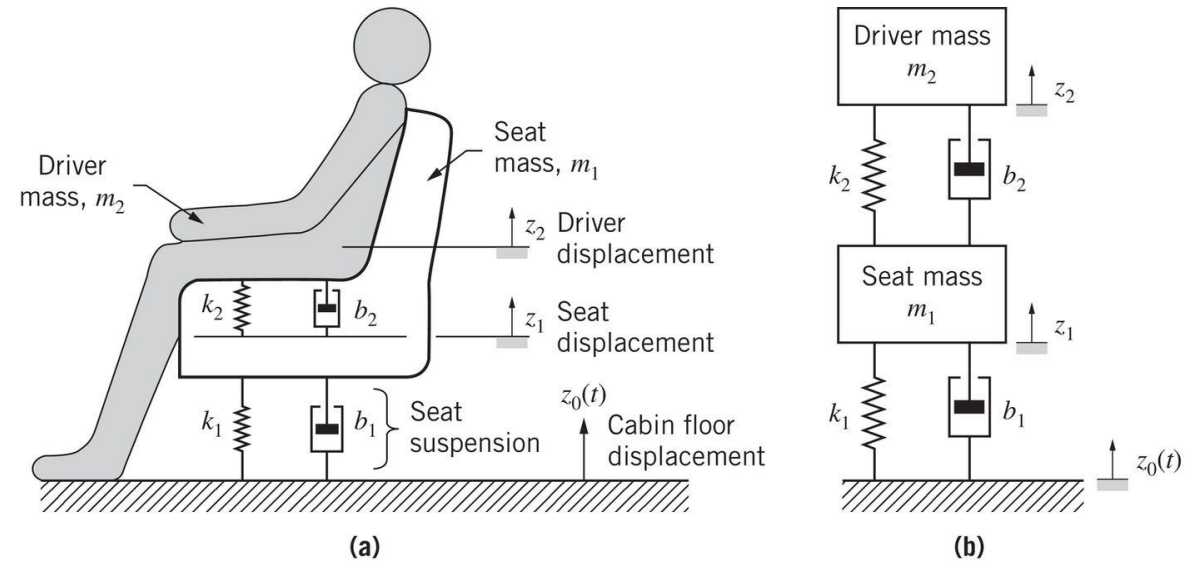 Driver
mass, m₂
Seat
mass, m₁
z₂ Driver
displacement
z₁ Seat
displacement
k₂
b₂
k₁
b₁
Seat
suspension
z₀(t)
Cabin floor
displacement
(a)
Driver mass
m₂
z₂
k₂
b₂
Seat mass
m₁
z₁
k₁
b₁
z₀(t)
(b)